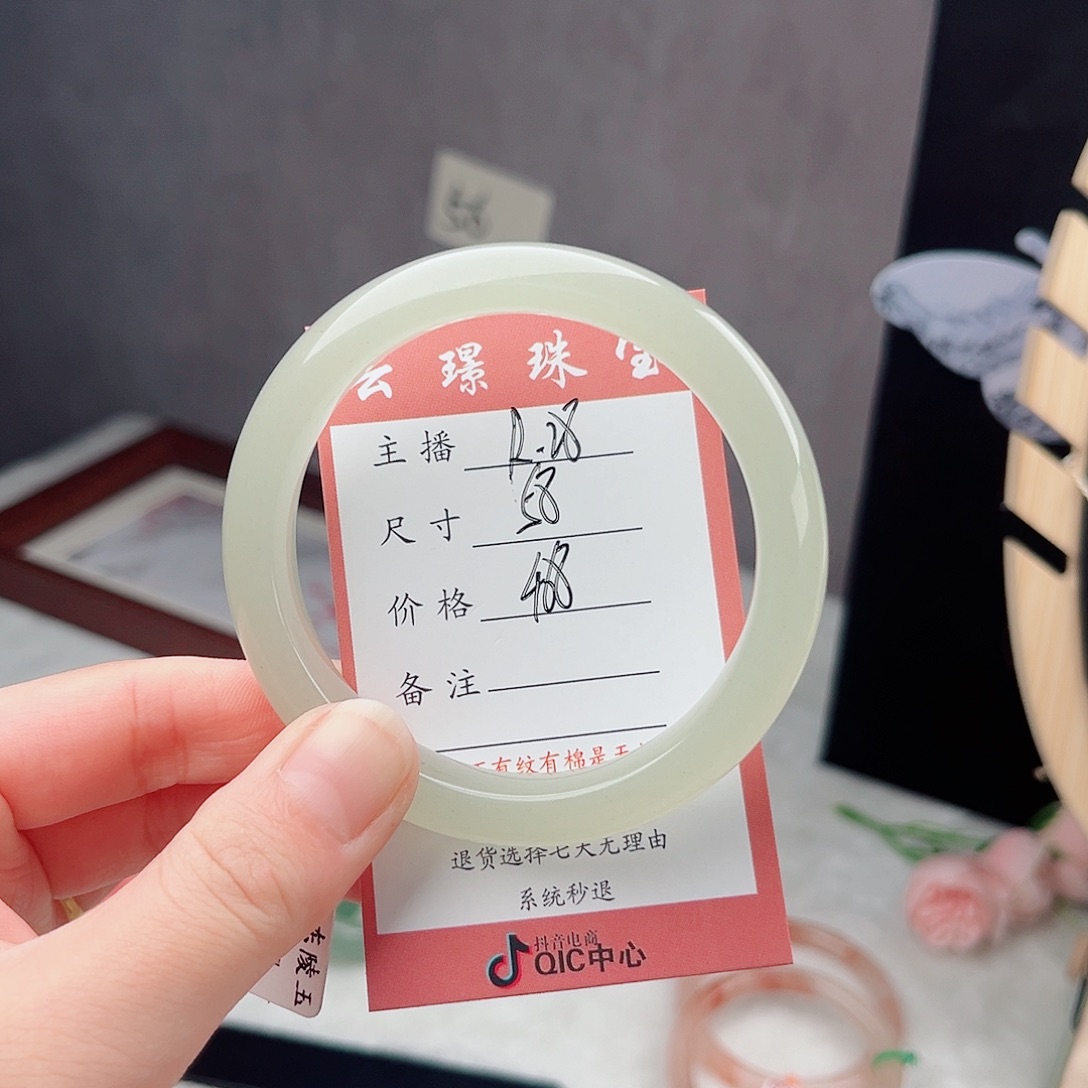 58
云璟珠宝
主播
尺寸 58
价格
备注
有纹有棉是
退货选择七天无理由
系统秒退
抖音电商
QIC中心